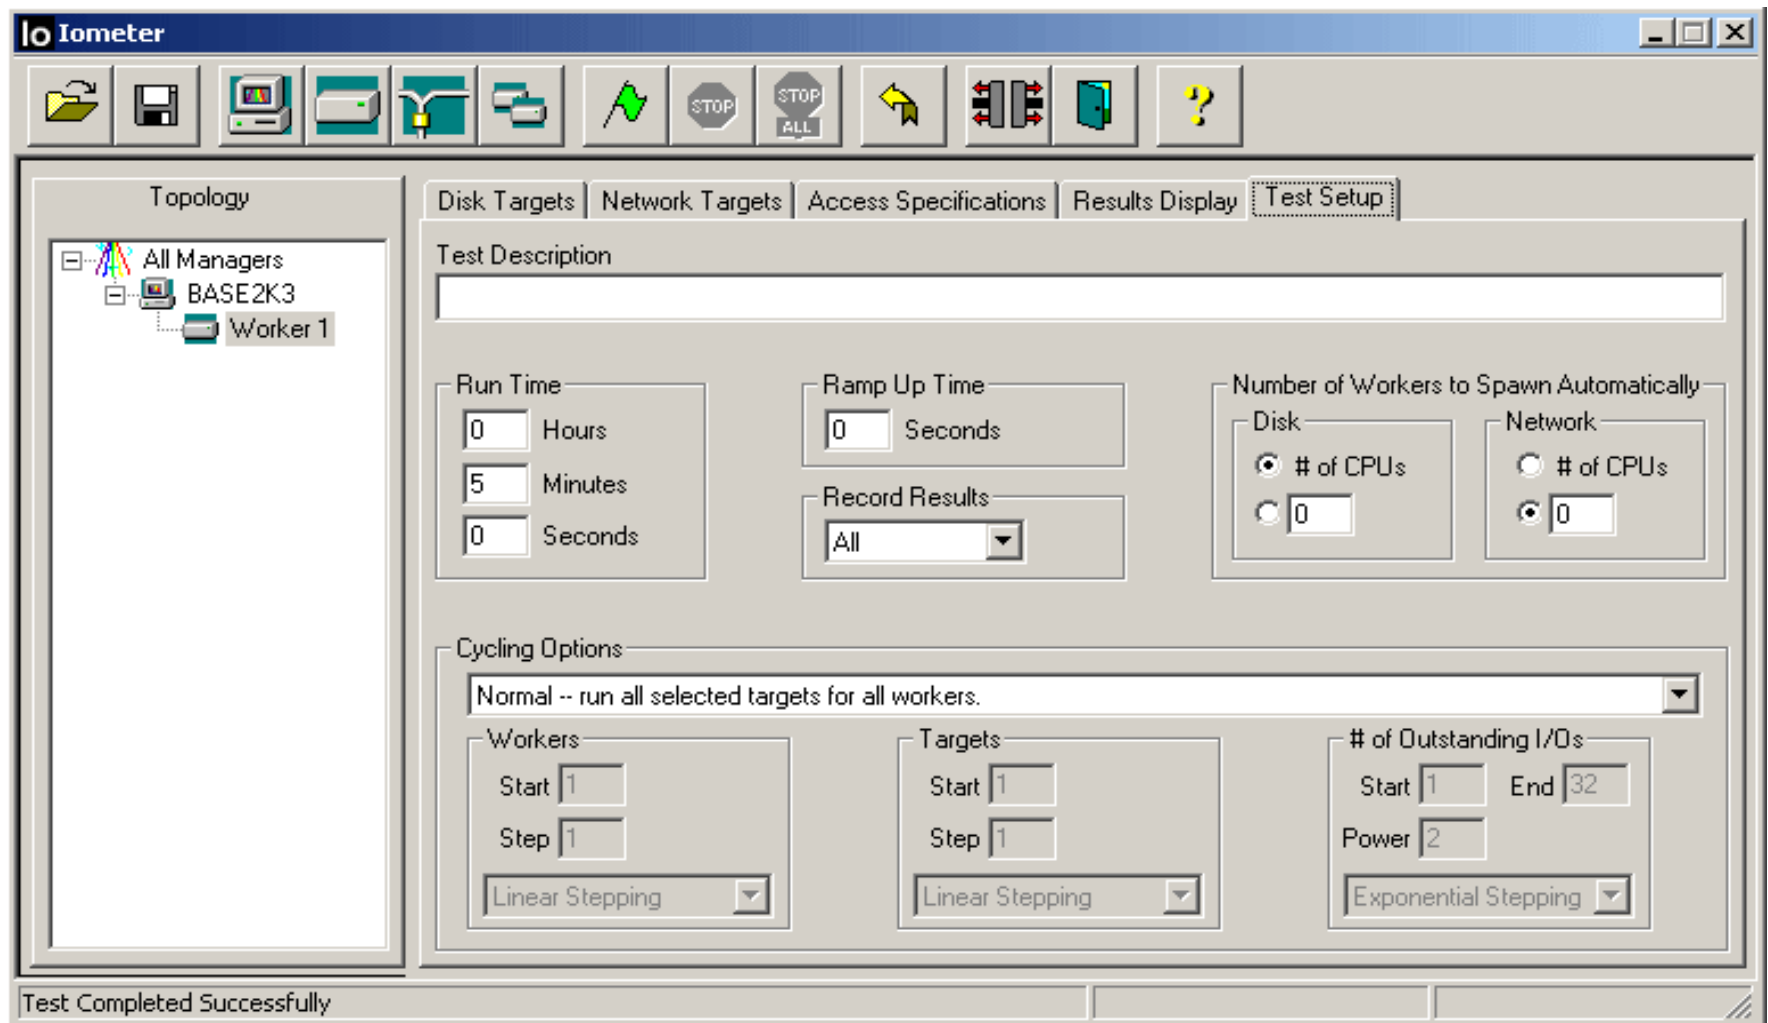 Io Iometer
STOP STOP ALL ?
Topology
All Managers
BASE2K3
Worker 1
Disk Targets Network Targets Access Specifications Results Display Test Setup
Test Description
Run Time
0 Hours
5 Minutes
0 Seconds
Ramp Up Time
0 Seconds
Record Results
All
Number of Workers to Spawn Automatically
Disk
# of CPUs
0
Network
# of CPUs
0
Cycling Options
Normal -- run all selected targets for all workers.
Workers
Start 1
Step 1
Linear Stepping
Targets
Start 1
Step 1
Linear Stepping
# of Outstanding I/Os
Start 1 End 32
Power 2
Exponential Stepping
Test Completed Successfully